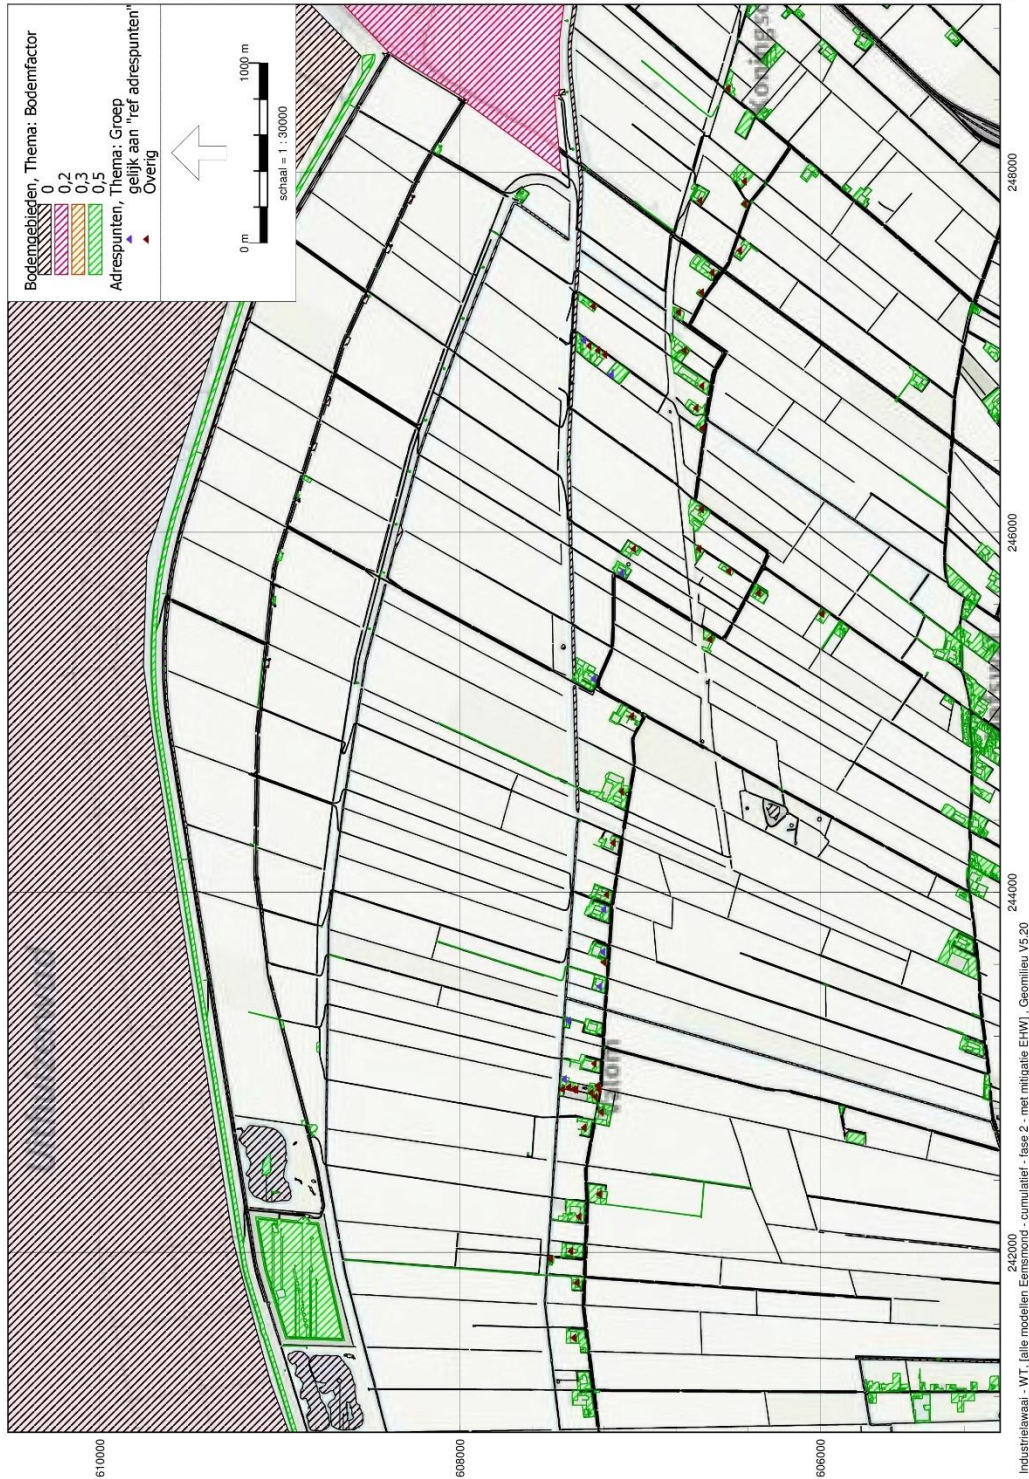 Bodemgebieden, Thema: Bodemfactor
0
0,2
0,3
0,5
Adrespunten, Thema: Groep
gelijk aan "ref adrespunten"
Overig
0 m
1000 m
schaal = 1 : 30000
610000
608000
606000
242000
244000
246000
248000
Industrielawaai - WT, [alle modellen Eemsmond - cumulatief - fase 2 - met mitigatie EHW] , Geomilieu V5.20